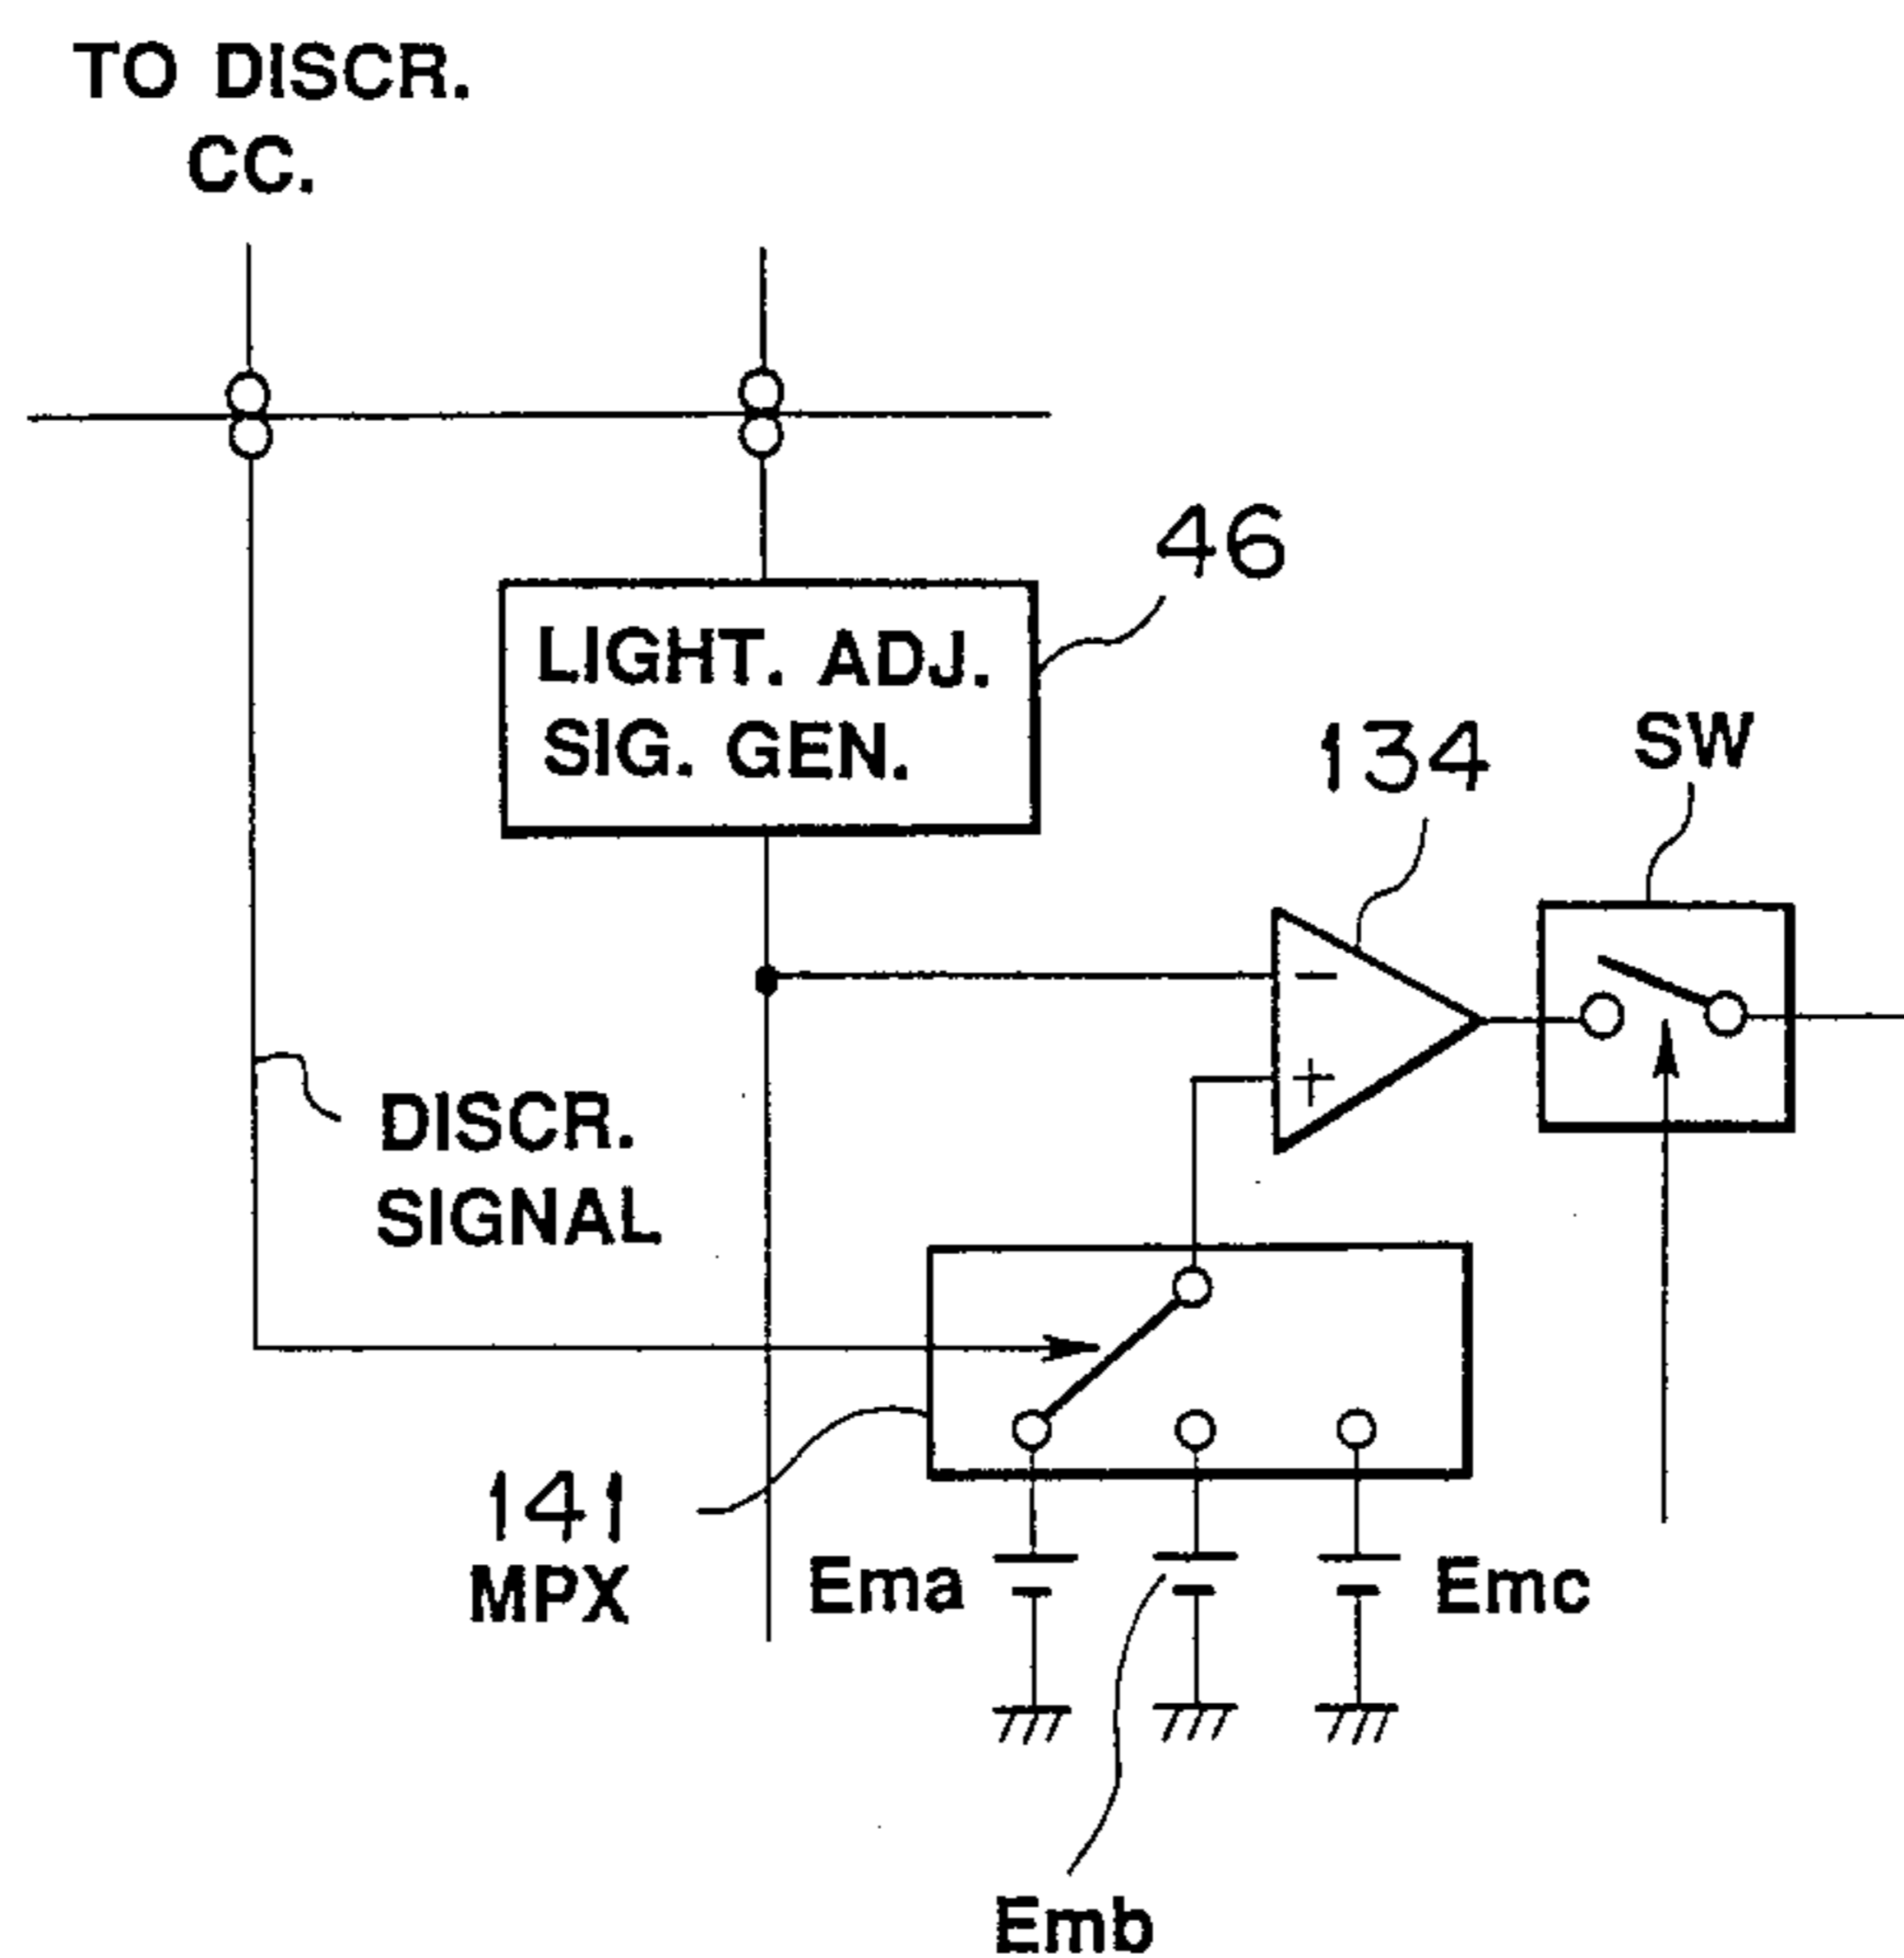 TO DISCR.
CC.
46
LIGHT. ADJ.
SIG. GEN.
134
SW
−
+
DISCR.
SIGNAL
141
MPX
Ema
Emc
Emb